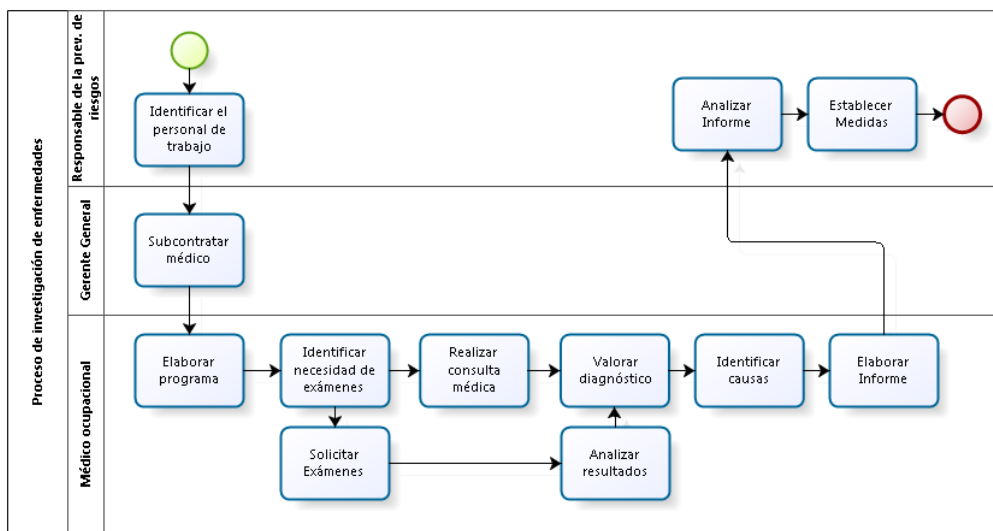 Proceso de investigación de enfermedades
Responsable de la prev. de
riesgos
Identificar el
personal de
trabajo
Analizar
Informe
Establecer
Medidas
Gerente General
Subcontratar
médico
Médico ocupacional
Elaborar
programa
Identificar
necesidad de
exámenes
Realizar
consulta
médica
Valorar
diagnóstico
Identificar
causas
Elaborar
Informe
Solicitar
Exámenes
Analizar
resultados